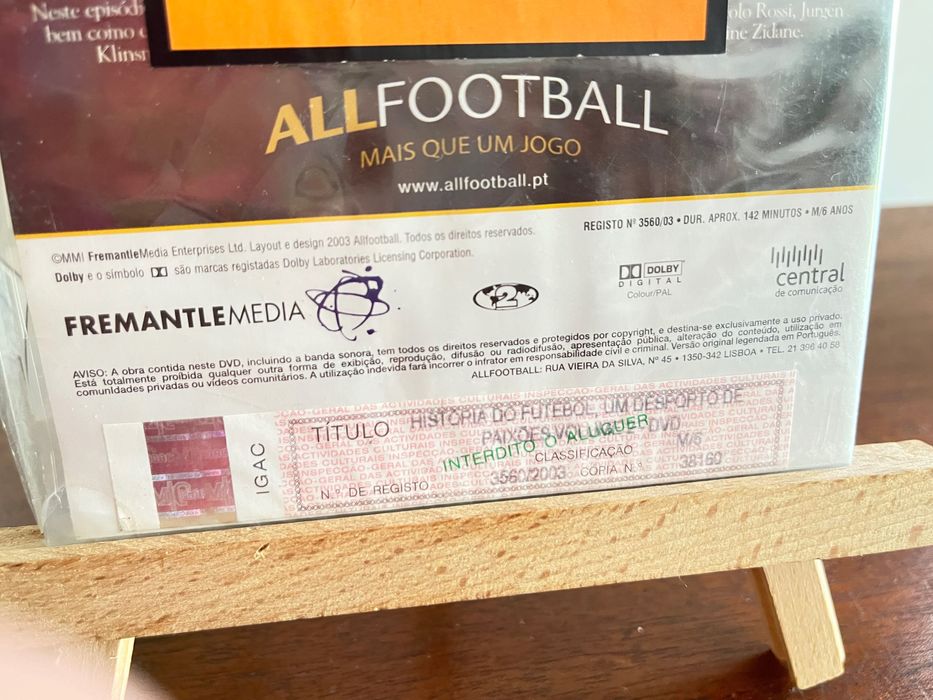 Neste episód
olo Rossi, Jurgen
bem como
ine Zidane.
Klins
ALLFOOTBALL
MAIS QUE UM JOGO
www.allfootball.pt
REGISTO Nº 3560/03 • DUR. APROX. 142 MINUTOS • M/6 ANOS
©MMI FremantleMedia Enterprises Ltd. Layout e design 2003 Allfootball. Todos os direitos reservados.
Dolby e o símbolo são marcas registadas Dolby Laboratories Licensing Corporation.
FREMANTLEMEDIA
2
DOLBY
DIGITAL
Colour/PAL
central
de comunicação
AVISO: A obra contida neste DVD, incluindo a banda sonora, tem todos os direitos reservados e protegidos por copyright, e destina-se exclusivamente a uso privado.
Está totalmente proibida qualquer outra forma de exibição, reprodução, difusão ou radiodifusão, apresentação pública, alteração do conteúdo, utilização em
comunidades privadas ou vídeos comunitários. A utilização indevida fará incorrer o infrator em responsabilidade civil e criminal. Versão original legendada em Português.
ALLFOOTBALL: RUA VIEIRA DA SILVA, Nº 45 • 1350-342 LISBOA • TEL. 21 396 40 58
IGAC
TÍTULO HISTORIA DO FUTEBOL, UM DESPORTO DE
PAIXÕES DVD
INTERDITO O ALUGUER
CLASSIFICAÇÃO M/6
N.º DE REGISTO 3560/2003 CÓPIA N.º 38160